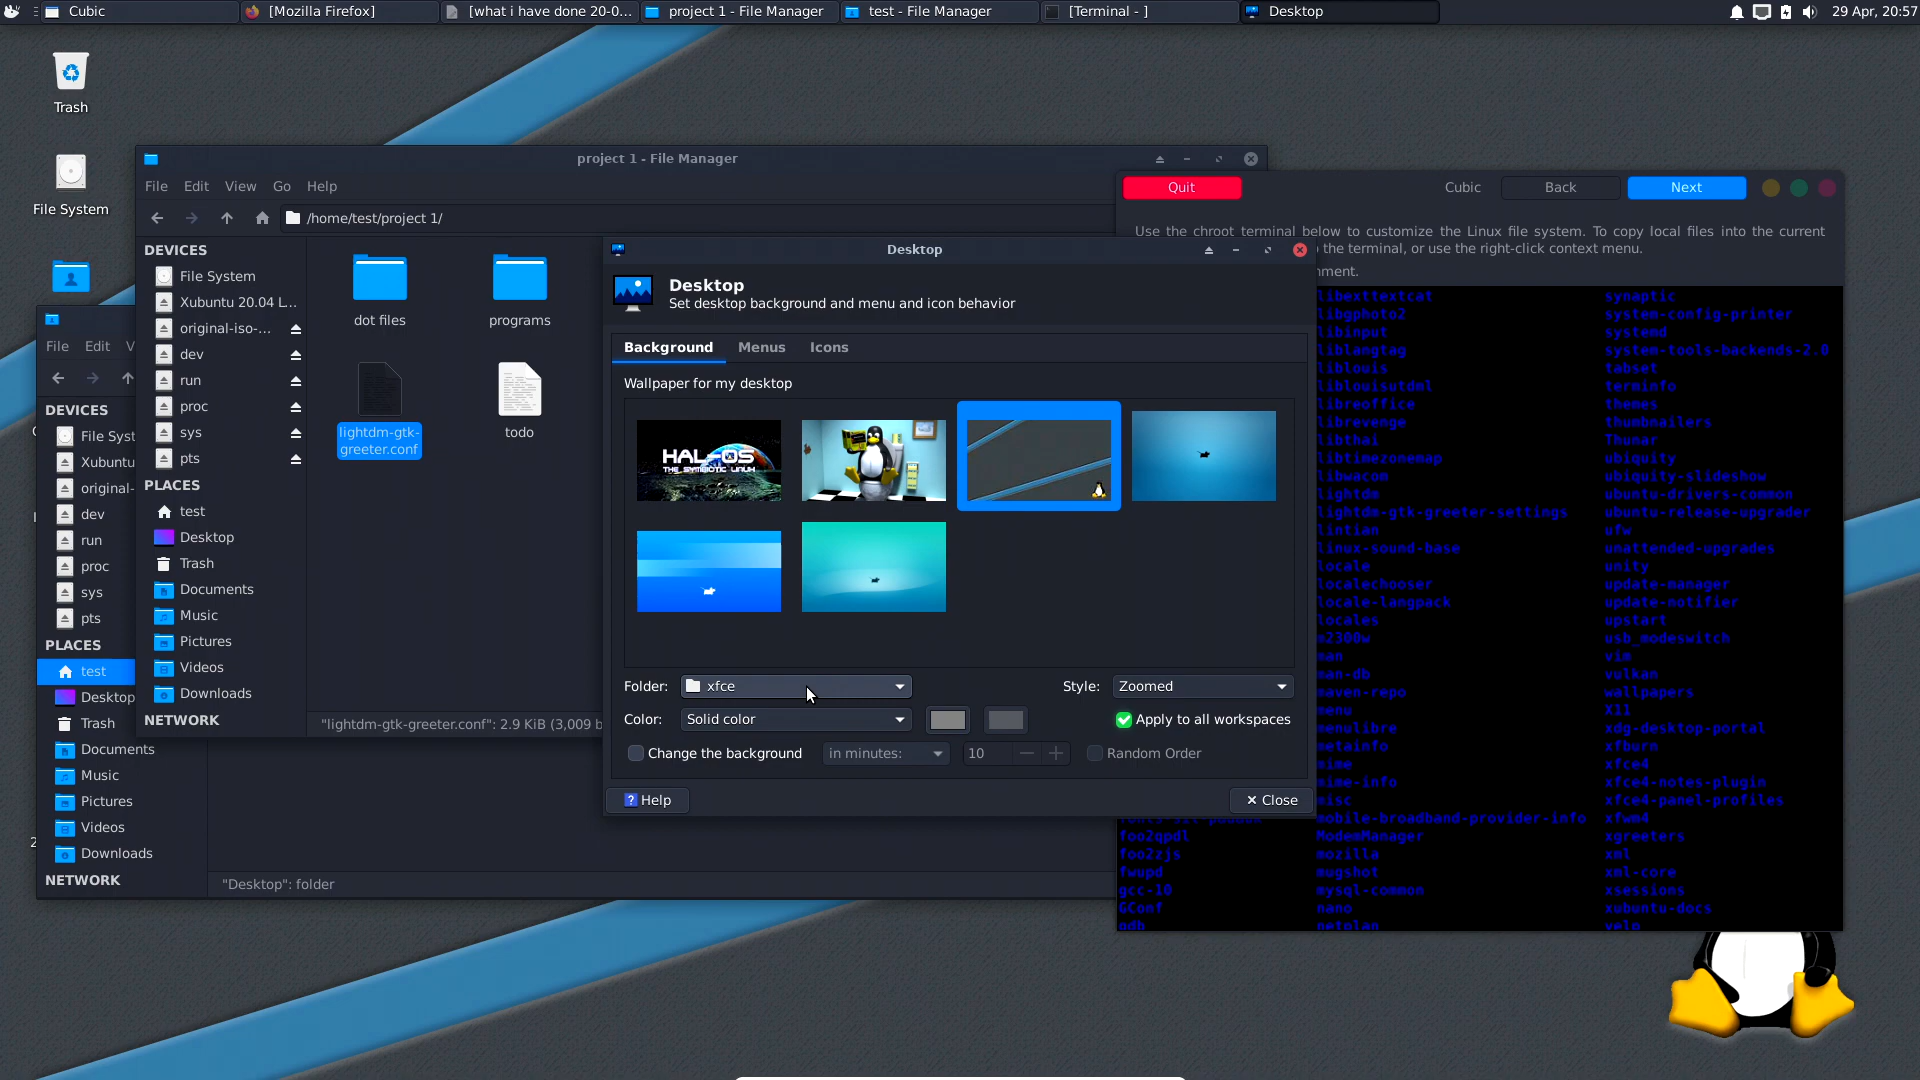 Cubic
[Mozilla Firefox]
[what i have done 20-0...
project 1 - File Manager
test - File Manager
[Terminal - ]
Desktop
29 Apr, 20:57
Trash
File System
project 1 - File Manager
File Edit View Go Help
/home/test/project 1/
DEVICES
File System
Xubuntu 20.04 L...
original-iso-...
dev
run
proc
sys
pts
PLACES
test
Desktop
Trash
Documents
Music
Pictures
Videos
Downloads
NETWORK
dot files
programs
lightdm-gtk-
greeter.conf
todo
"lightdm-gtk-greeter.conf": 2.9 KiB (3,009 b
File Edit V
DEVICES
File Syst
Xubuntu
original-
dev
run
proc
sys
pts
PLACES
test
Desktop
Trash
Documents
Music
Pictures
Videos
Downloads
NETWORK
"Desktop": folder
Quit
Cubic
Back
Next
Use the chroot terminal below to customize the Linux file system. To copy local files into the current
the terminal, or use the right-click context menu.
nment.
Desktop
Desktop
Set desktop background and menu and icon behavior
Background Menus Icons
Wallpaper for my desktop
HAL-OS
THE SYMBIOTIC LINUX
Folder: xfce
Style: Zoomed
Color: Solid color
Apply to all workspaces
Change the background in minutes: 10 Random Order
Help
Close
libexttextcat synaptic
libgphoto2 system-config-printer
libinput systemd
liblangtag system-tools-backends-2.0
liblouis tabset
liblouisutdml terminfo
libreoffice themes
librevenge thumbnailers
libthai Thunar
libtimezonemap ubiquity
libwacom ubiquity-slideshow
lightdm ubuntu-drivers-common
lightdm-gtk-greeter-settings ubuntu-release-upgrader
lintian ufw
linux-sound-base unattended-upgrades
locale unity
localechooser update-manager
locale-langpack update-notifier
locales upstart
m2300w usb_modeswitch
man vim
man-db vulkan
maven-repo wallpapers
menu X11
menulibre xdg-desktop-portal
metainfo xfburn
mime xfce4
mime-info xfce4-notes-plugin
misc xfce4-panel-profiles
mobile-broadband-provider-info xfwm4
foo2qpdl ModemManager xgreeters
foo2zjs mozilla xml
fwupd mugshot xml-core
gcc-10 mysql-common xsessions
GConf nano xubuntu-docs
gdb netplan yelp